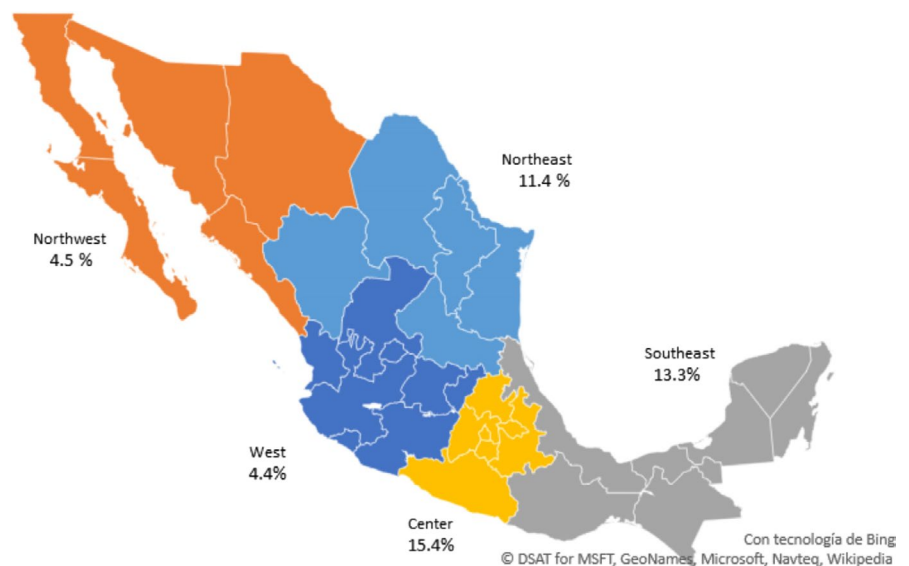 Northeast
11.4 %
Northwest
4.5 %
Southeast
13.3%
West
4.4%
Center
15.4%
Con tecnología de Bing
© DSAT for MSFT, GeoNames, Microsoft, Navteq, Wikipedia